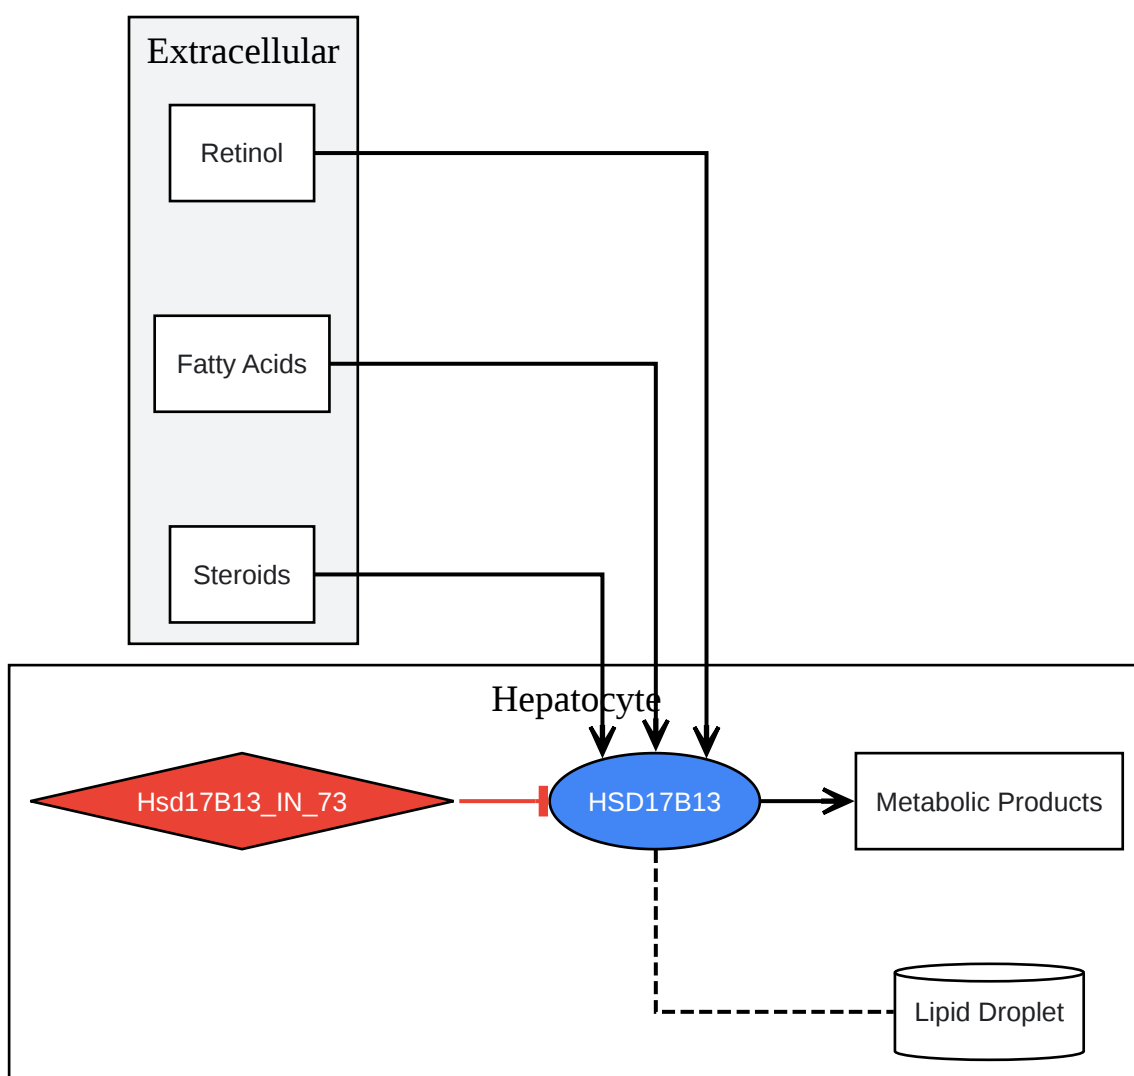 Extracellular
Retinol
Fatty Acids
Steroids
Hepatocyte
Hsd17B13_IN_73
HSD17B13
Metabolic Products
Lipid Droplet